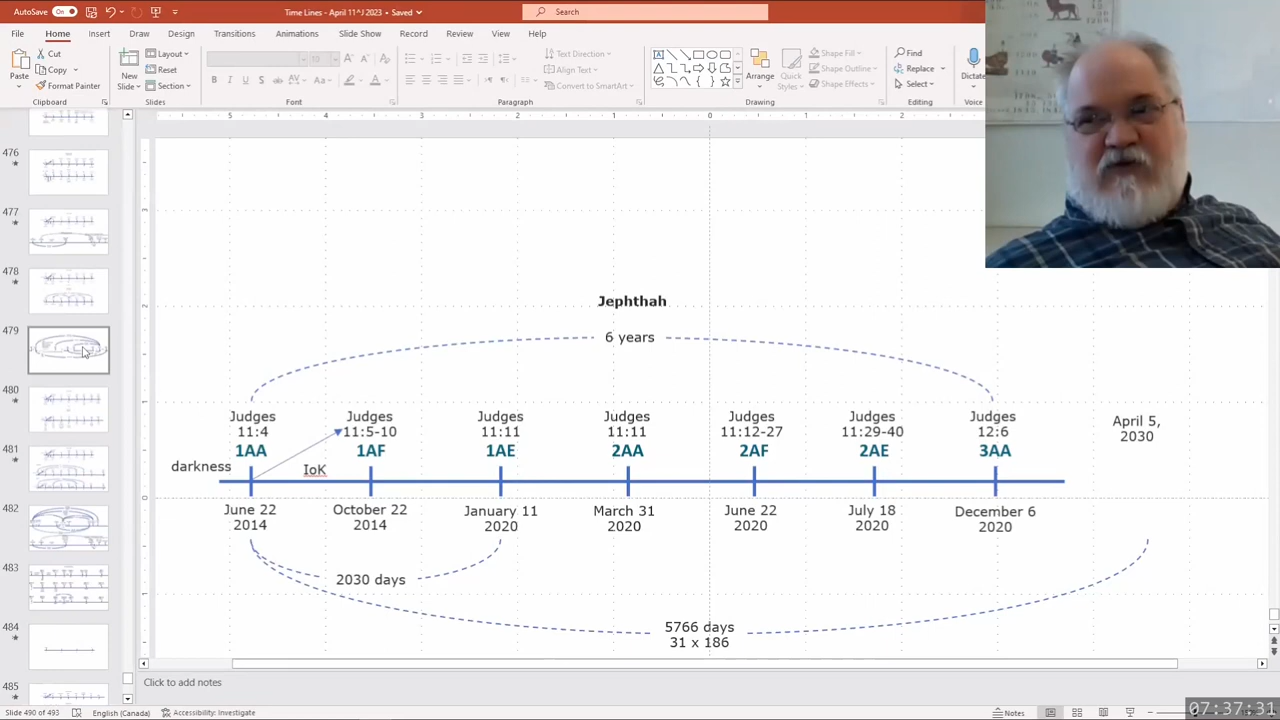 AutoSave On
Time Lines - April 11^J 2023 • Saved
Search
File Home Insert Draw Design Transitions Animations Slide Show Record Review View Help
Paste
Cut
Copy
Format Painter
Clipboard
New
Slide
Layout
Reset
Section
Slides
B I U S
Font
Text Direction
Align Text
Convert to SmartArt
Paragraph
Arrange
Quick
Styles
Shape Fill
Shape Outline
Shape Effects
Drawing
Find
Replace
Select
Editing
Dictate
Voice
476
477
478
479
480
481
482
483
484
485
Jephthah
6 years
Judges
11:4
1AA
Judges
11:5-10
1AF
Judges
11:11
1AE
Judges
11:11
2AA
Judges
11:12-27
2AF
Judges
11:29-40
2AE
Judges
12:6
3AA
April 5,
2030
darkness
IoK
June 22
2014
October 22
2014
January 11
2020
March 31
2020
June 22
2020
July 18
2020
December 6
2020
2030 days
5766 days
31 x 186
Click to add notes
Slide 490 of 493
English (Canada)
Accessibility: Investigate
Notes
07:37:31